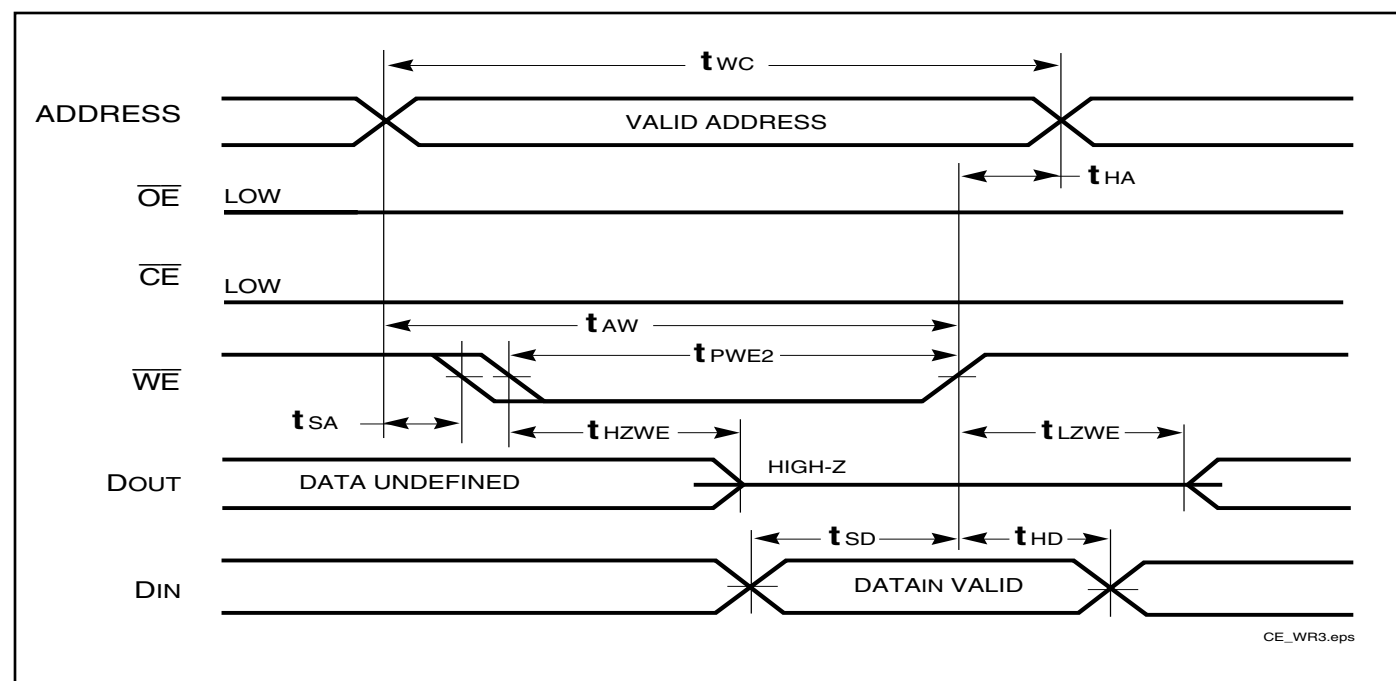 tWC
ADDRESS
VALID ADDRESS
tHA
OE
LOW
CE
LOW
tAW
tPWE2
WE
tSA
tHZWE
tLZWE
DOUT
DATA UNDEFINED
HIGH-Z
tSD
tHD
DIN
DATAIN VALID
CE_WR3.eps